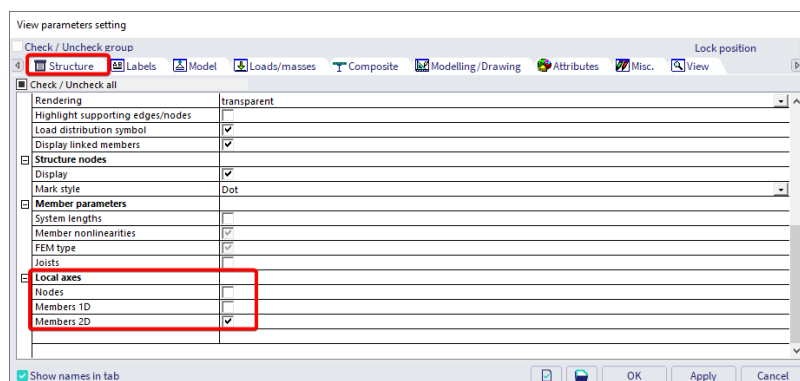 View parameters setting
Check / Uncheck group
Lock position
Structure Labels Model Loads/masses Composite Modelling/Drawing Attributes Misc. View
Check / Uncheck all
Rendering transparent
Highlight supporting edges/nodes
Load distribution symbol
Display linked members
Structure nodes
Display
Mark style Dot
Member parameters
System lengths
Member nonlinearities
FEM type
Joists
Local axes
Nodes
Members 1D
Members 2D
Show names in tab OK Apply Cancel